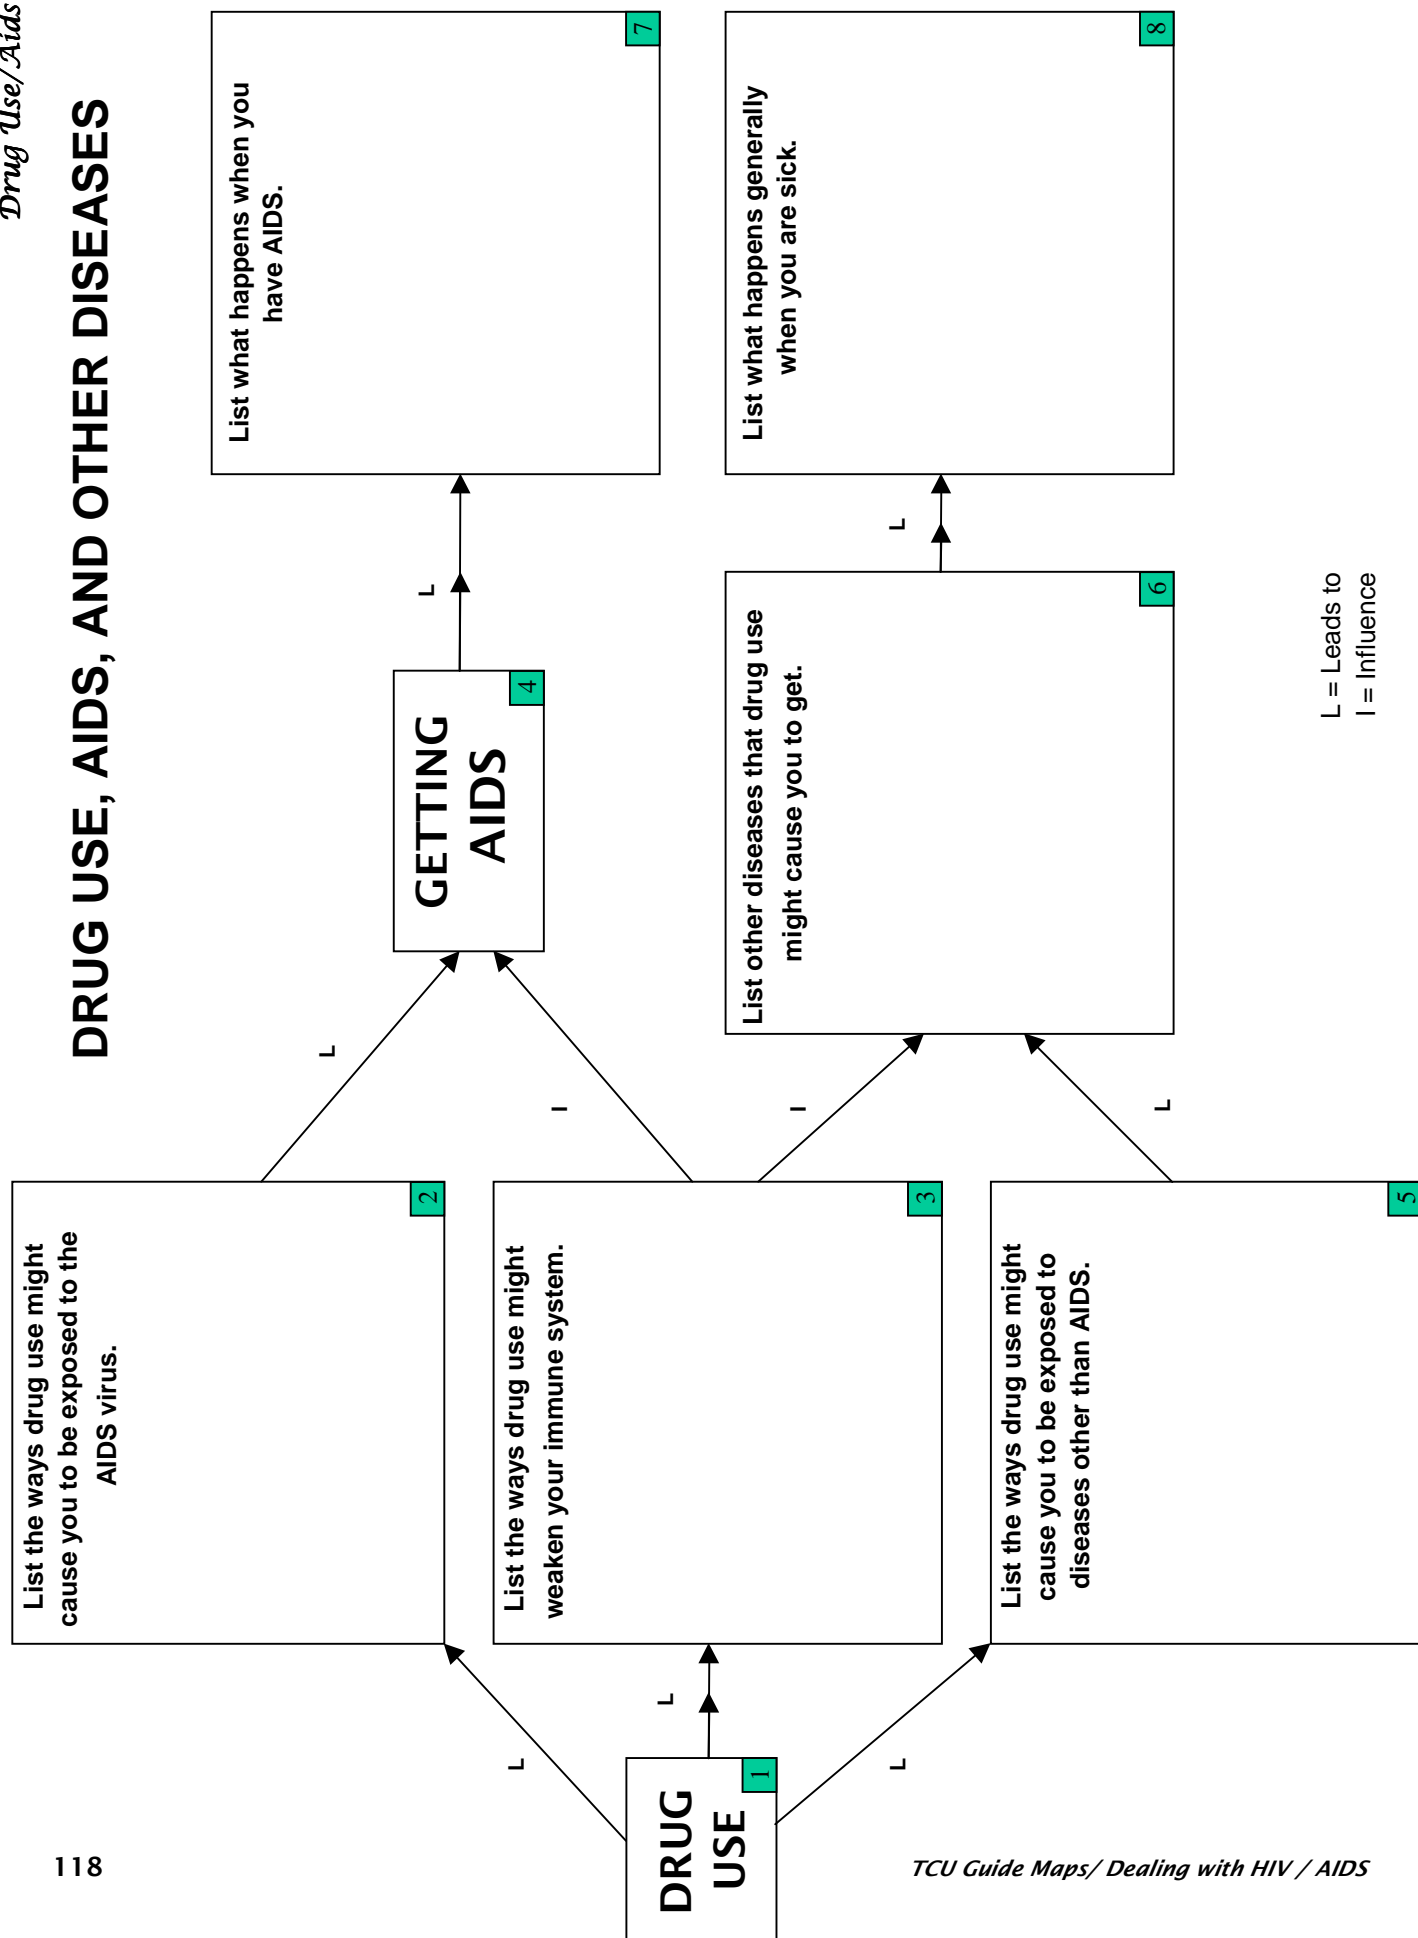 Drug Use/Aids
DRUG USE, AIDS, AND OTHER DISEASES
DRUG
USE
1
L
L
L
List the ways drug use might
cause you to be exposed to the
AIDS virus.
2
List the ways drug use might
weaken your immune system.
3
List the ways drug use might
cause you to be exposed to
diseases other than AIDS.
5
L
I
I
L
GETTING
AIDS
4
List other diseases that drug use
might cause you to get.
6
L
L
List what happens when you
have AIDS.
7
List what happens generally
when you are sick.
8
L = Leads to
I = Influence
118
TCU Guide Maps/ Dealing with HIV / AIDS